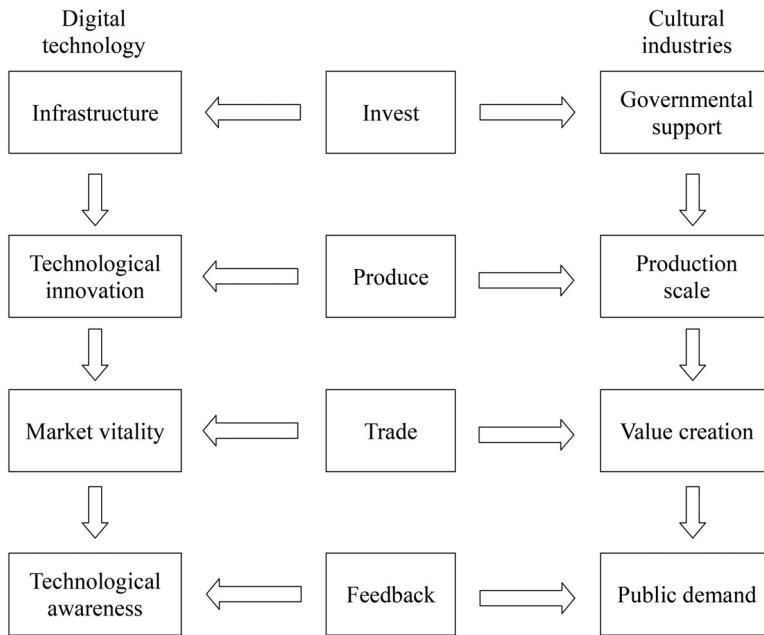 Digital
technology
Cultural
industries
Infrastructure
Invest
Governmental
support
Technological
innovation
Produce
Production
scale
Market vitality
Trade
Value creation
Technological
awareness
Feedback
Public demand